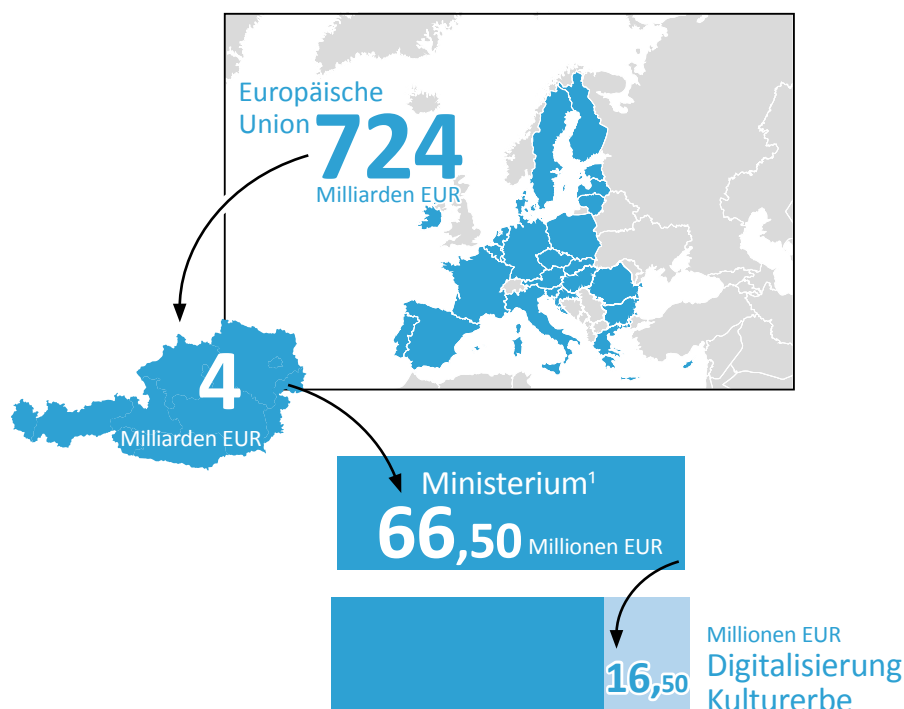 Europäische
Union 724
Milliarden EUR
4
Milliarden EUR
Ministerium¹
66,50 Millionen EUR
16,50
Millionen EUR
Digitalisierung
Kulturerbe